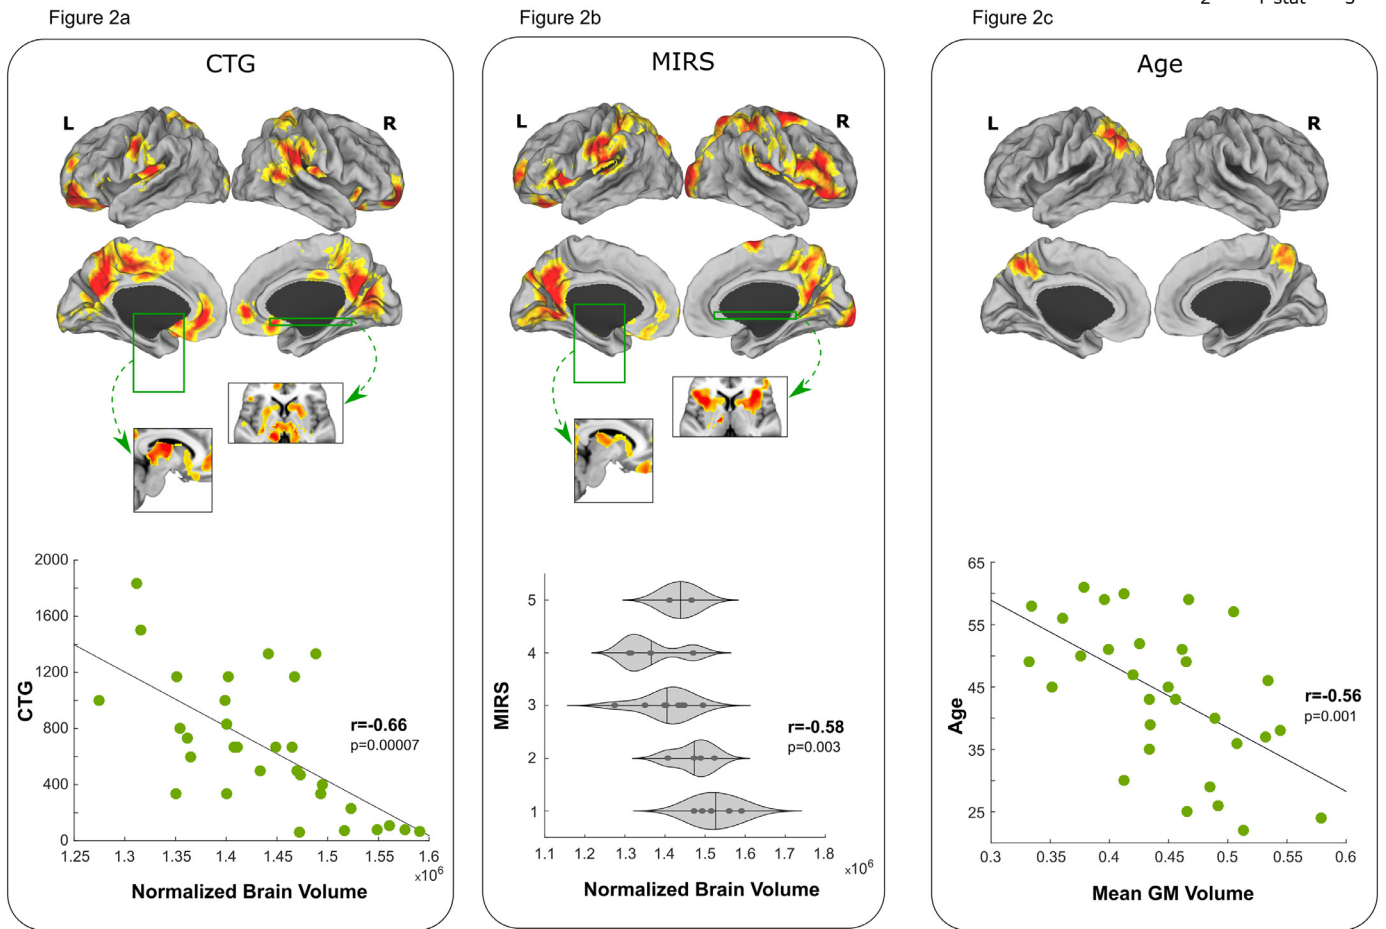 Figure 2a
Figure 2b
Figure 2c
CTG
L
R
2000
1600
1200
800
400
0
CTG
r=-0.66
p=0.00007
1.25
1.3
1.35
1.4
1.45
1.5
1.55
1.6
×10⁶
Normalized Brain Volume
MIRS
L
R
5
4
3
2
1
MIRS
r=-0.58
p=0.003
1.1
1.2
1.3
1.4
1.5
1.6
1.7
1.8
×10⁶
Normalized Brain Volume
Age
L
R
65
55
45
35
25
Age
r=-0.56
p=0.001
0.3
0.35
0.4
0.45
0.5
0.55
0.6
Mean GM Volume